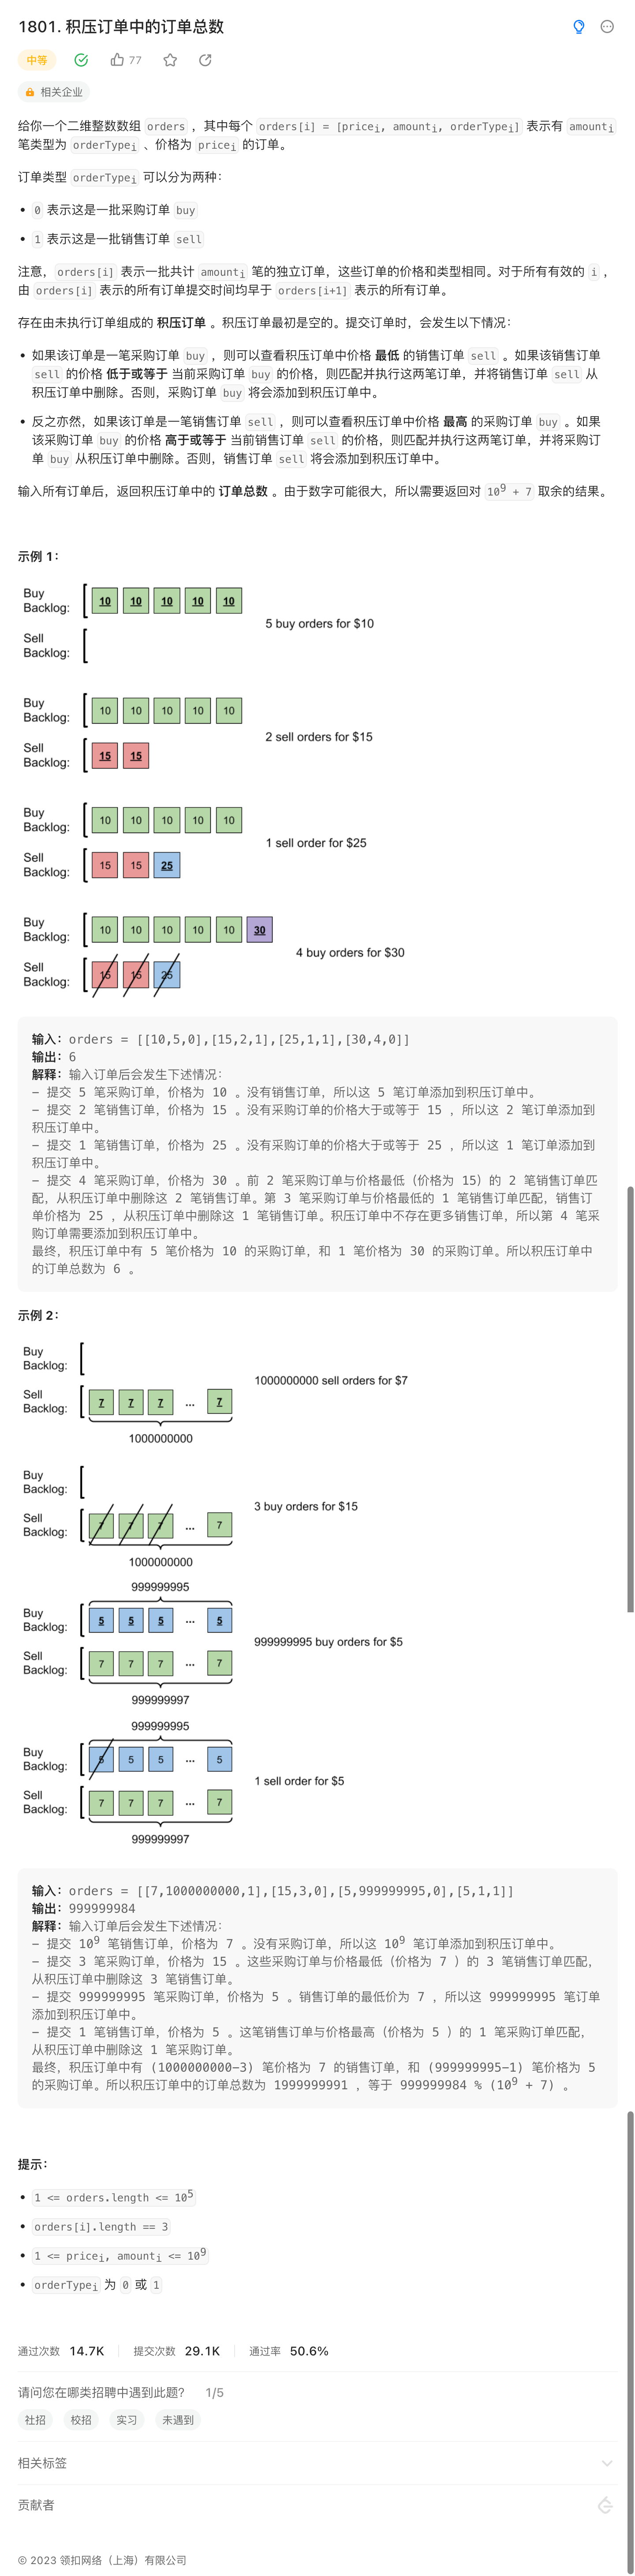 1801. 积压订单中的订单总数
中等 77
相关企业
给你一个二维整数数组 orders ，其中每个 orders[i] = [priceᵢ, amountᵢ, orderTypeᵢ] 表示有 amountᵢ
笔类型为 orderTypeᵢ 、价格为 priceᵢ 的订单。
订单类型 orderTypeᵢ 可以分为两种：
• 0 表示这是一批采购订单 buy
• 1 表示这是一批销售订单 sell
注意，orders[i] 表示一批共计 amountᵢ 笔的独立订单，这些订单的价格和类型相同。对于所有有效的 i ，
由 orders[i] 表示的所有订单提交时间均早于 orders[i+1] 表示的所有订单。
存在由未执行订单组成的 积压订单 。积压订单最初是空的。提交订单时，会发生以下情况：
• 如果该订单是一笔采购订单 buy ，则可以查看积压订单中价格 最低 的销售订单 sell 。如果该销售订单
sell 的价格 低于或等于 当前采购订单 buy 的价格，则匹配并执行这两笔订单，并将销售订单 sell 从
积压订单中删除。否则，采购订单 buy 将会添加到积压订单中。
• 反之亦然，如果该订单是一笔销售订单 sell ，则可以查看积压订单中价格 最高 的采购订单 buy 。如果
该采购订单 buy 的价格 高于或等于 当前销售订单 sell 的价格，则匹配并执行这两笔订单，并将采购订
单 buy 从积压订单中删除。否则，销售订单 sell 将会添加到积压订单中。
输入所有订单后，返回积压订单中的 订单总数 。由于数字可能很大，所以需要返回对 10⁹ + 7 取余的结果。
示例 1：
Buy
Backlog:
10 10 10 10 10
5 buy orders for $10
Sell
Backlog:
Buy
Backlog:
10 10 10 10 10
2 sell orders for $15
Sell
Backlog:
15 15
Buy
Backlog:
10 10 10 10 10
1 sell order for $25
Sell
Backlog:
15 15 25
Buy
Backlog:
10 10 10 10 10 30
4 buy orders for $30
Sell
Backlog:
15 15 25
输入：orders = [[10,5,0],[15,2,1],[25,1,1],[30,4,0]]
输出：6
解释：输入订单后会发生下述情况：
- 提交 5 笔采购订单，价格为 10 。没有销售订单，所以这 5 笔订单添加到积压订单中。
- 提交 2 笔销售订单，价格为 15 。没有采购订单的价格大于或等于 15 ，所以这 2 笔订单添加到
积压订单中。
- 提交 1 笔销售订单，价格为 25 。没有采购订单的价格大于或等于 25 ，所以这 1 笔订单添加到
积压订单中。
- 提交 4 笔采购订单，价格为 30 。前 2 笔采购订单与价格最低（价格为 15）的 2 笔销售订单匹
配，从积压订单中删除这 2 笔销售订单。第 3 笔采购订单与价格最低的 1 笔销售订单匹配，销售订
单价格为 25 ，从积压订单中删除这 1 笔销售订单。积压订单中不存在更多销售订单，所以第 4 笔采
购订单需要添加到积压订单中。
最终，积压订单中有 5 笔价格为 10 的采购订单，和 1 笔价格为 30 的采购订单。所以积压订单中
的订单总数为 6 。
示例 2：
Buy
Backlog:
1000000000 sell orders for $7
Sell
Backlog:
7 7 7 ... 7
1000000000
Buy
Backlog:
3 buy orders for $15
Sell
Backlog:
7 7 7 ... 7
1000000000
999999995
Buy
Backlog:
5 5 5 ... 5
999999995 buy orders for $5
Sell
Backlog:
7 7 7 ... 7
999999997
999999995
Buy
Backlog:
5 5 5 ... 5
1 sell order for $5
Sell
Backlog:
7 7 7 ... 7
999999997
输入：orders = [[7,1000000000,1],[15,3,0],[5,999999995,0],[5,1,1]]
输出：999999984
解释：输入订单后会发生下述情况：
- 提交 10⁹ 笔销售订单，价格为 7 。没有采购订单，所以这 10⁹ 笔订单添加到积压订单中。
- 提交 3 笔采购订单，价格为 15 。这些采购订单与价格最低（价格为 7 ）的 3 笔销售订单匹配，
从积压订单中删除这 3 笔销售订单。
- 提交 999999995 笔采购订单，价格为 5 。销售订单的最低价为 7 ，所以这 999999995 笔订单
添加到积压订单中。
- 提交 1 笔销售订单，价格为 5 。这笔销售订单与价格最高（价格为 5 ）的 1 笔采购订单匹配，
从积压订单中删除这 1 笔采购订单。
最终，积压订单中有 (1000000000-3) 笔价格为 7 的销售订单，和 (999999995-1) 笔价格为 5
的采购订单。所以积压订单中的订单总数为 1999999991 ，等于 999999984 % (10⁹ + 7) 。
提示：
• 1 <= orders.length <= 10⁵
• orders[i].length == 3
• 1 <= priceᵢ, amountᵢ <= 10⁹
• orderTypeᵢ 为 0 或 1
通过次数 14.7K 提交次数 29.1K 通过率 50.6%
请问您在哪类招聘中遇到此题？ 1/5
社招 校招 实习 未遇到
相关标签
贡献者
© 2023 领扣网络（上海）有限公司